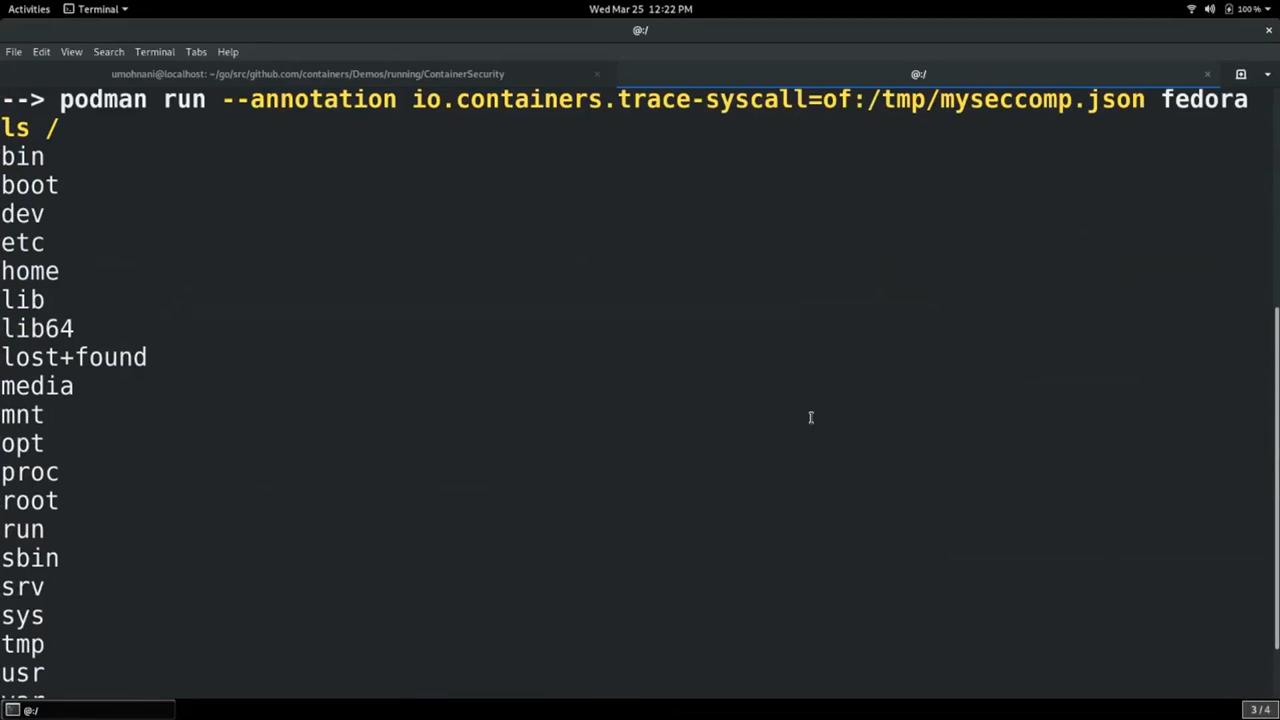 Activities Terminal Wed Mar 25 12:22 PM 100 %
@:/
File Edit View Search Terminal Tabs Help
umohnani@localhost: ~/go/src/github.com/containers/Demos/running/ContainerSecurity @:/
--> podman run --annotation io.containers.trace-syscall=of:/tmp/myseccomp.json fedora
ls /
bin
boot
dev
etc
home
lib
lib64
lost+found
media
mnt
opt
proc
root
run
sbin
srv
sys
tmp
usr
var
@:/ 3 / 4